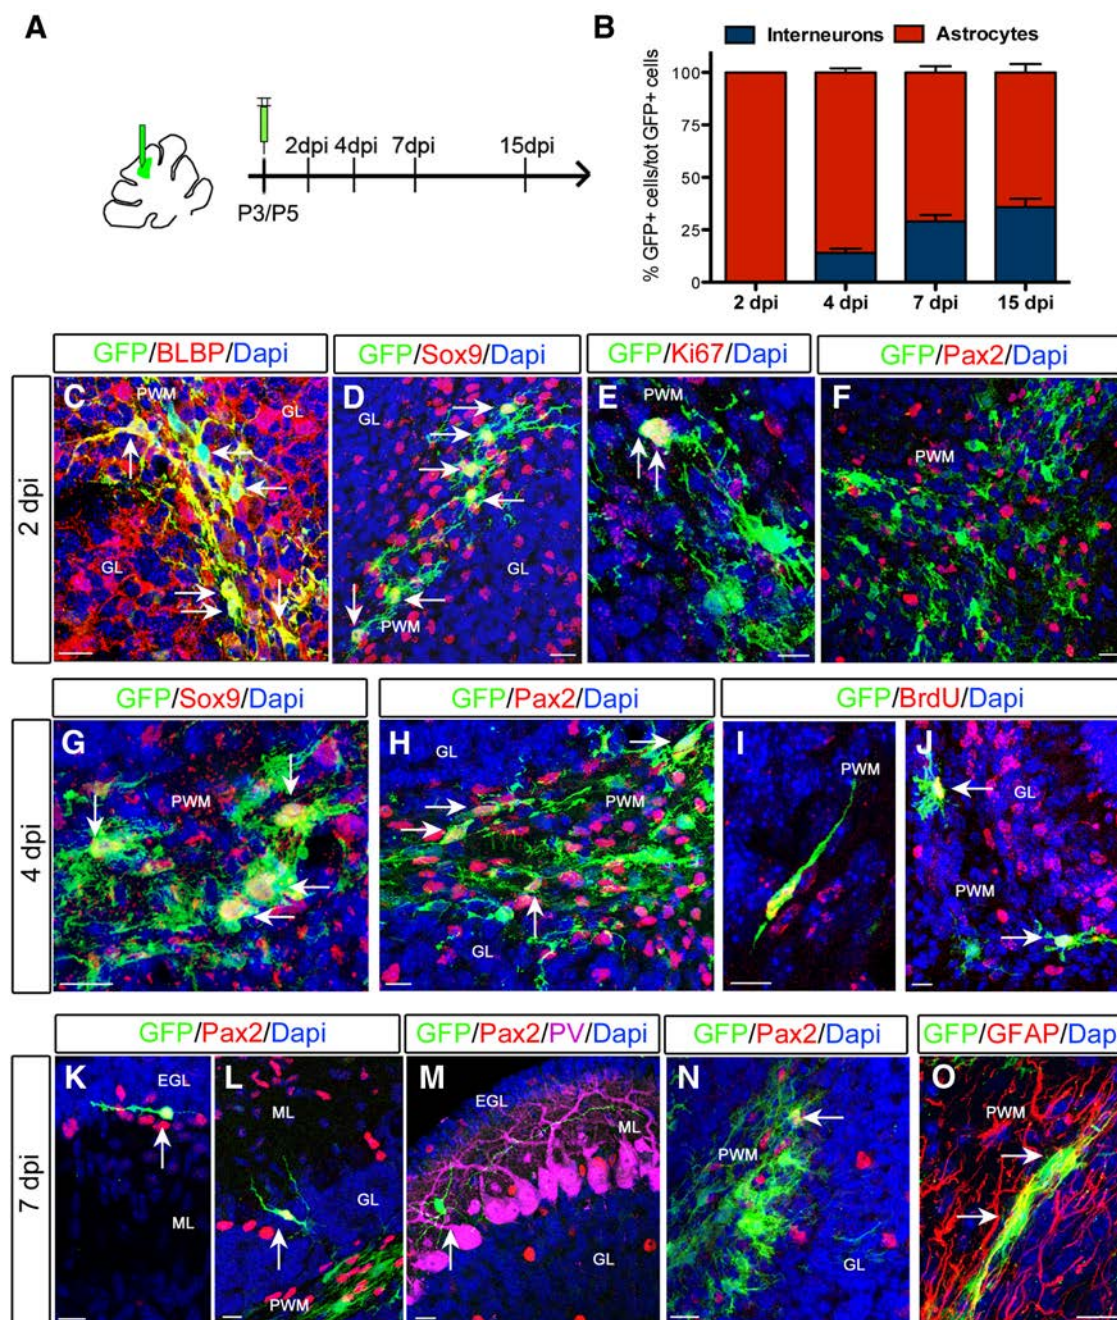 A
2dpi 4dpi 7dpi 15dpi
P3/P5
B
Interneurons Astrocytes
% GFP+ cells/tot GFP+ cells
100
75
50
25
0
2 dpi 4 dpi 7 dpi 15 dpi
GFP/BLBP/Dapi GFP/Sox9/Dapi GFP/Ki67/Dapi GFP/Pax2/Dapi
2 dpi
C PWM GL GL
D GL GL PWM
E PWM
F PWM
GFP/Sox9/Dapi GFP/Pax2/Dapi GFP/BrdU/Dapi
4 dpi
G PWM
H GL PWM GL
I PWM
J GL PWM
GFP/Pax2/Dapi GFP/Pax2/PV/Dapi GFP/Pax2/Dapi GFP/GFAP/Dap
7 dpi
K EGL ML
L ML GL PWM
M EGL ML GL
N PWM GL
O PWM